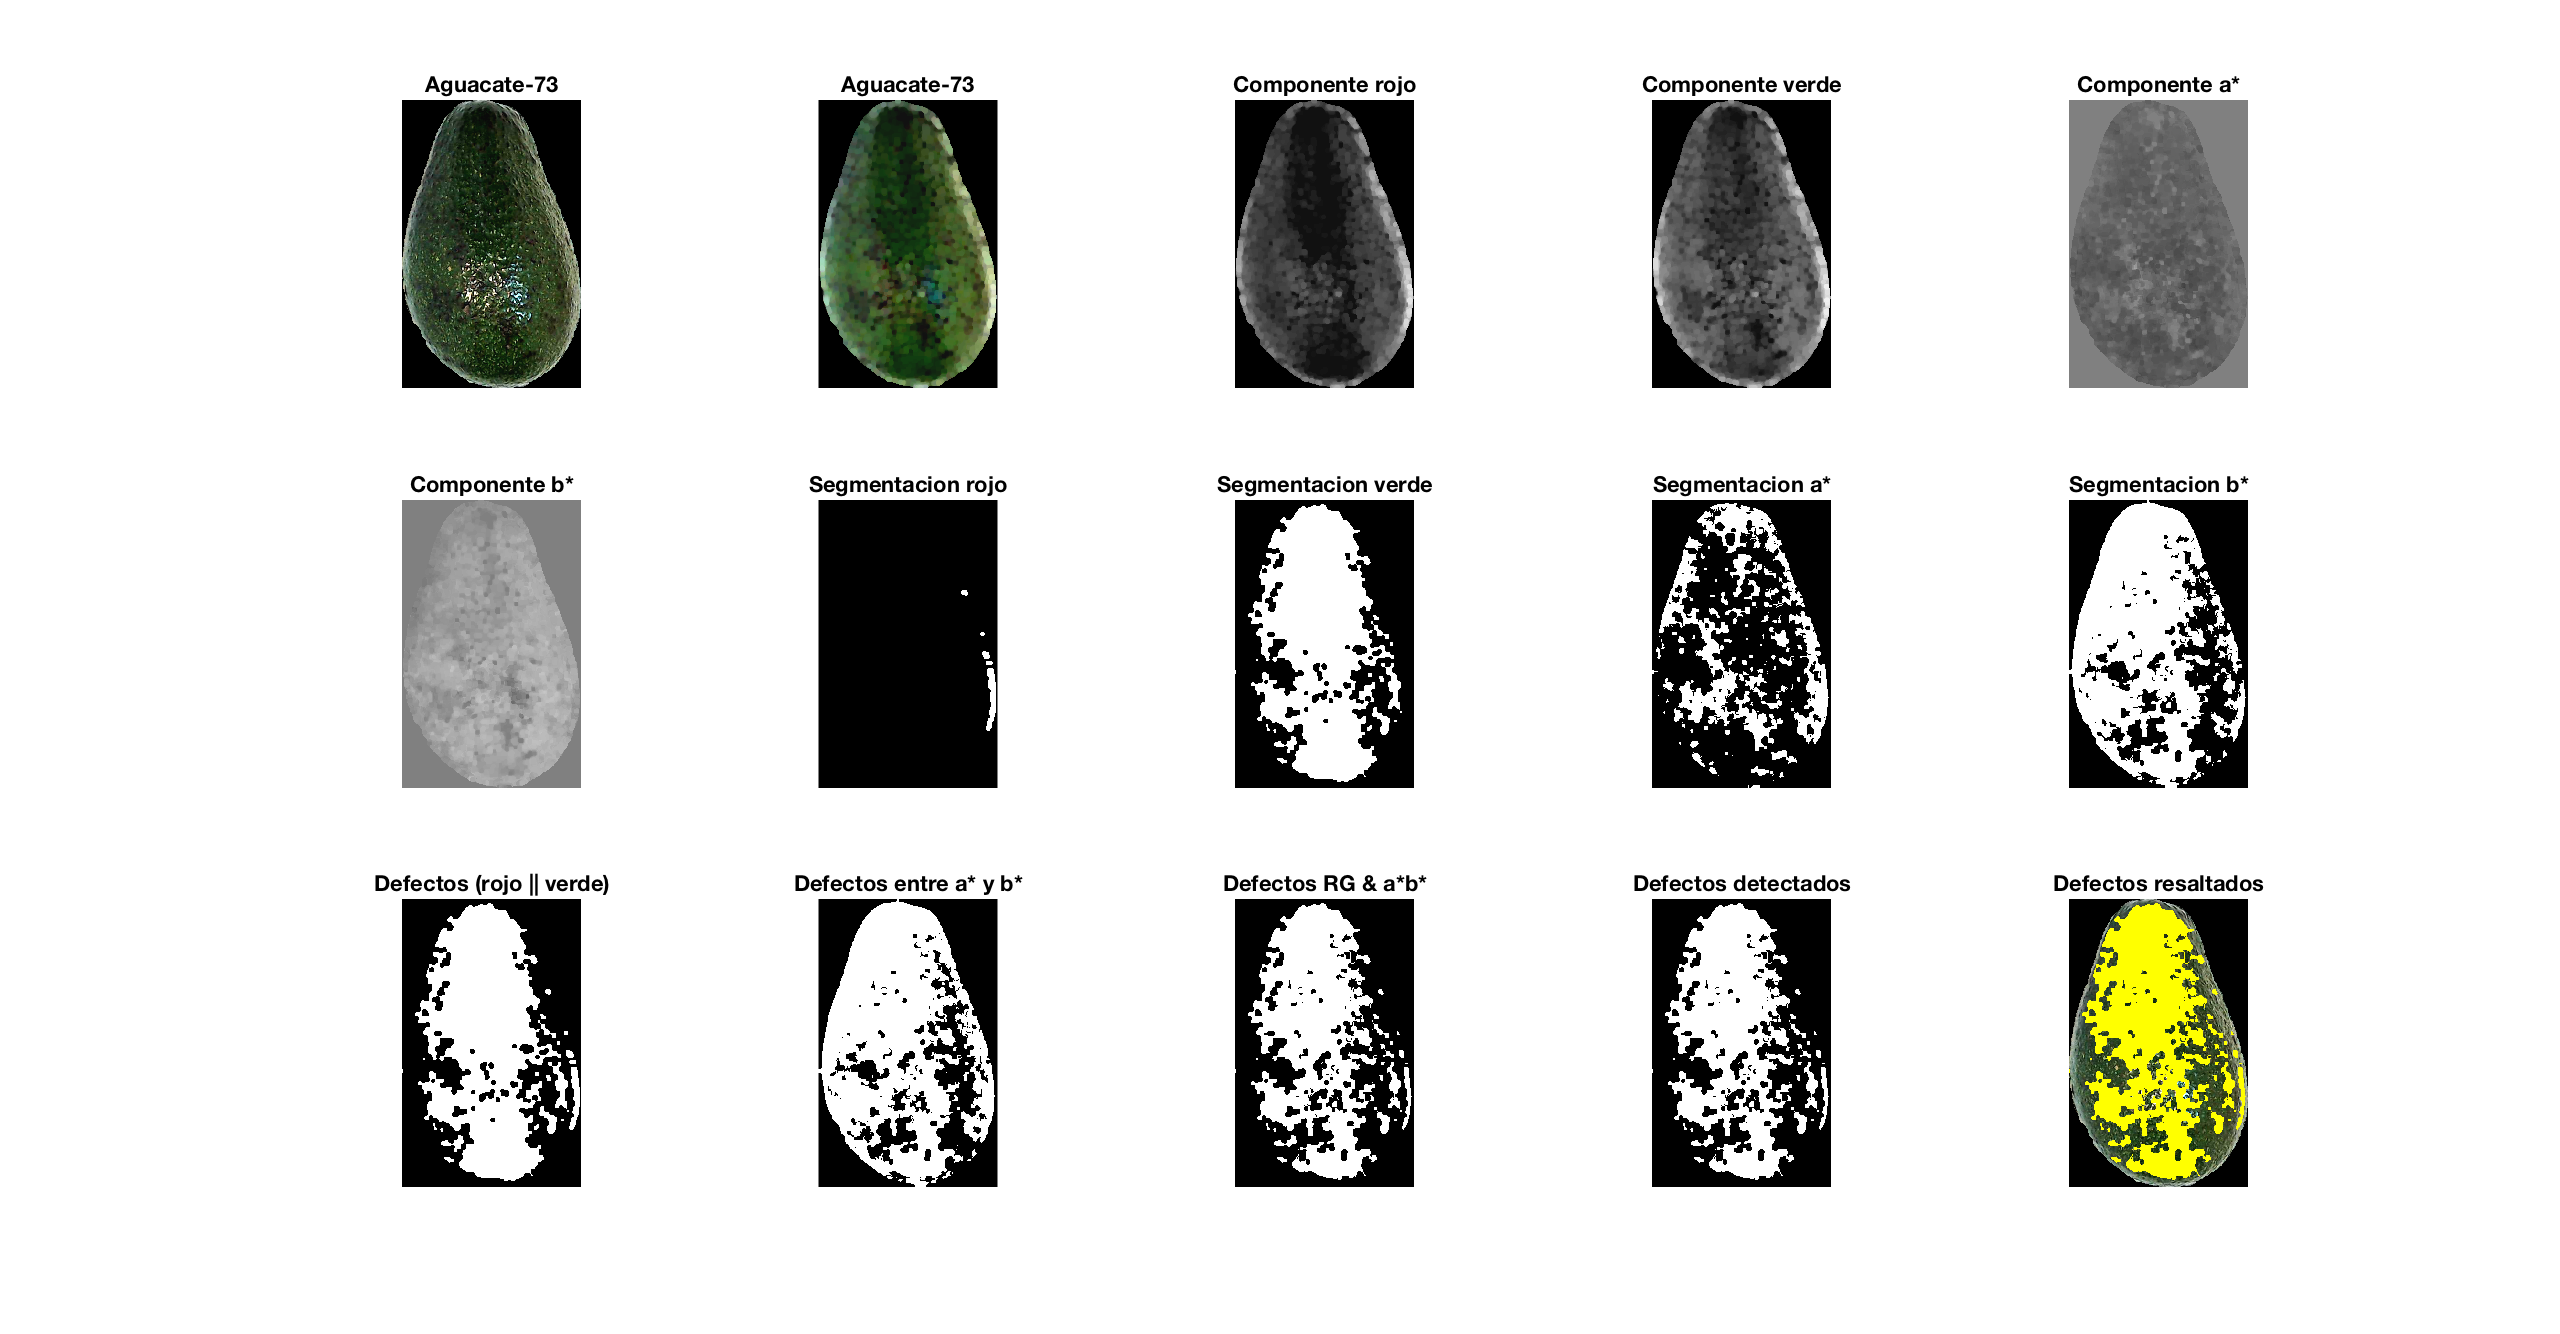 Aguacate-73
Aguacate-73
Componente rojo
Componente verde
Componente a*
Componente b*
Segmentacion rojo
Segmentacion verde
Segmentacion a*
Segmentacion b*
Defectos (rojo || verde)
Defectos entre a* y b*
Defectos RG & a*b*
Defectos detectados
Defectos resaltados